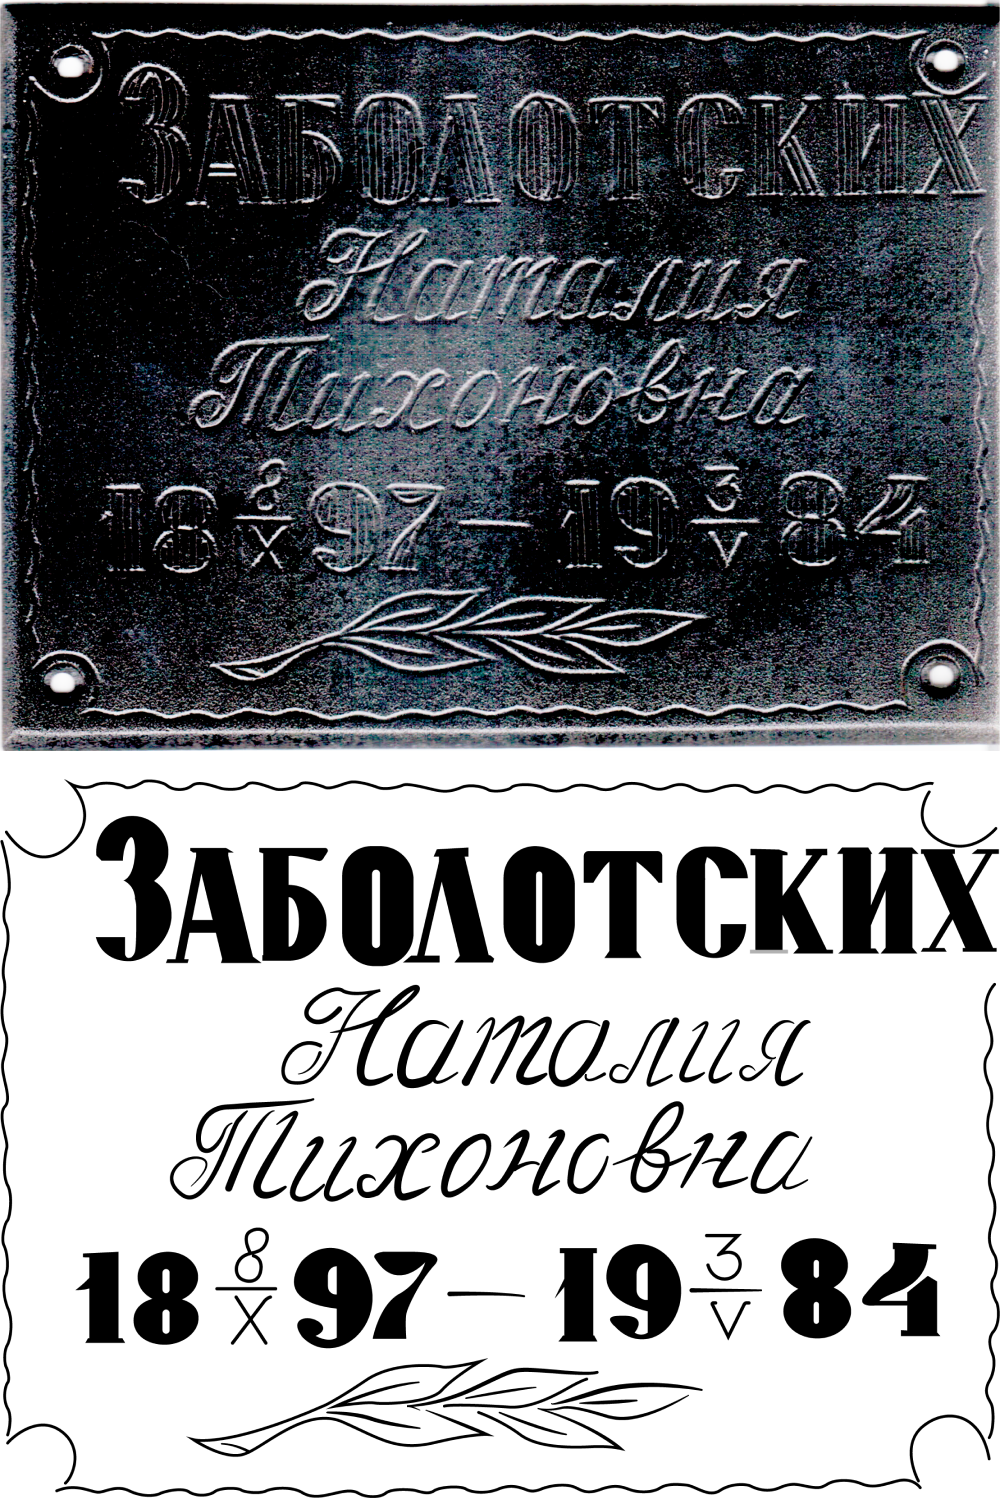 ЗАБОЛОТСКИХ
Наталия
Тихоновна
18 8/X 97 — 19 3/V 84
ЗАБОЛОТСКИХ
Наталия
Тихоновна
18 8/X 97 — 19 3/V 84